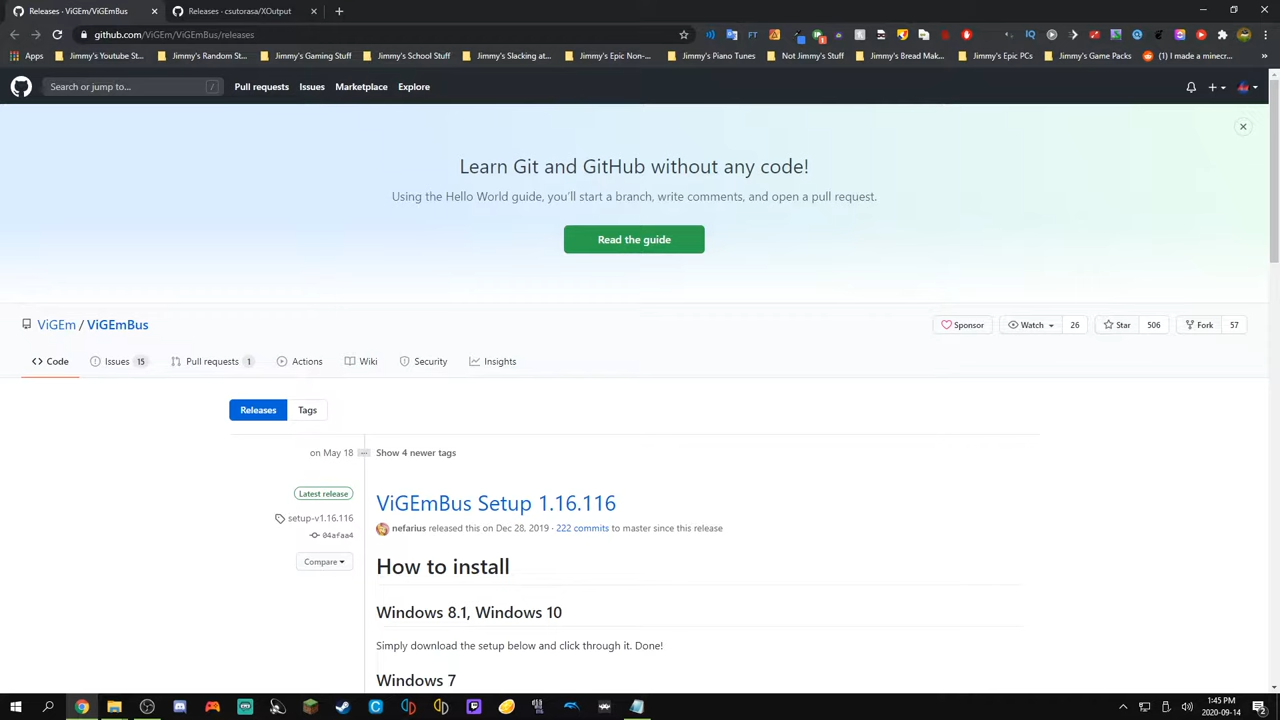 Releases · ViGEm/ViGEmBus
Releases · csutorasa/XOutput
github.com/ViGEm/ViGEmBus/releases
FT
Apps
Jimmy's Youtube St...
Jimmy's Random St...
Jimmy's Gaming Stuff
Jimmy's School Stuff
Jimmy's Slacking at...
Jimmy's Epic Non-...
Jimmy's Piano Tunes
Not Jimmy's Stuff
Jimmy's Bread Mak...
Jimmy's Epic PCs
Jimmy's Game Packs
(1) I made a minecr...
»
Search or jump to...
/
Pull requests
Issues
Marketplace
Explore
Learn Git and GitHub without any code!
Using the Hello World guide, you'll start a branch, write comments, and open a pull request.
Read the guide
ViGEm / ViGEmBus
Sponsor
Watch
26
Star
506
Fork
57
Code
Issues 15
Pull requests 1
Actions
Wiki
Security
Insights
Releases
Tags
on May 18
Show 4 newer tags
Latest release
setup-v1.16.116
04afaa4
Compare
ViGEmBus Setup 1.16.116
nefarius released this on Dec 28, 2019 · 222 commits to master since this release
How to install
Windows 8.1, Windows 10
Simply download the setup below and click through it. Done!
Windows 7
1:45 PM
2020-09-14
2